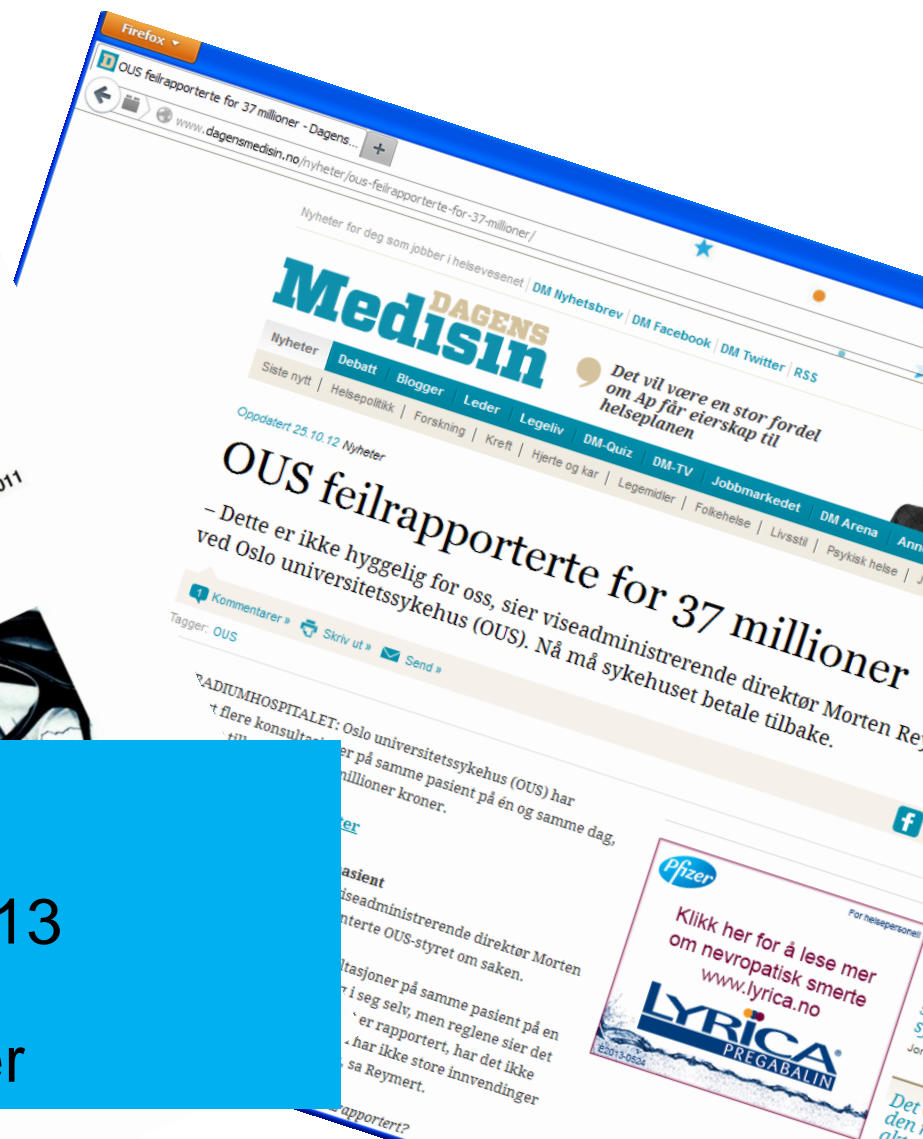 Firefox
OUS feilrapporterte for 37 millioner - Dagens...
www.dagensmedisin.no/nyheter/ous-feilrapporterte-for-37-millioner/
Nyheter for deg som jobber i helsevesenet | DM Nyhetsbrev | DM Facebook | DM Twitter | RSS
DAGENS
Medisin
Det vil være en stor fordel
om Ap får eierskap til
helseplanen
Nyheter Debatt Blogger Leder Legeliv DM-Quiz DM-TV Jobbmarkedet DM Arena
Siste nytt | Helsepolitikk | Forskning | Kreft | Hjerte og kar | Legemidler | Folkehelse | Livsstil | Psykisk helse |
Oppdatert 25.10.12 Nyheter
OUS feilrapporterte for 37 millioner
– Dette er ikke hyggelig for oss, sier viseadministrerende direktør Morten
ved Oslo universitetssykehus (OUS). Nå må sykehuset betale tilbake.
1 Kommentarer » Skriv ut » Send »
Tagger: OUS
RADIUMHOSPITALET: Oslo universitetssykehus (OUS) har
flere konsultasjoner på samme pasient på én og samme dag,
millioner kroner.
viseadministrerende direktør Morten
OUS-styret om saken.
på samme pasient på en
i seg selv, men reglene sier det
er rapportert, har det ikke
har ikke store innvendinger
sa Reymert.
Pfizer
For helsepersonell
Klikk her for å lese mer
om nevropatisk smerte
www.lyrica.no
LYRICA
PREGABALIN
E2013-0524
Det
den
13